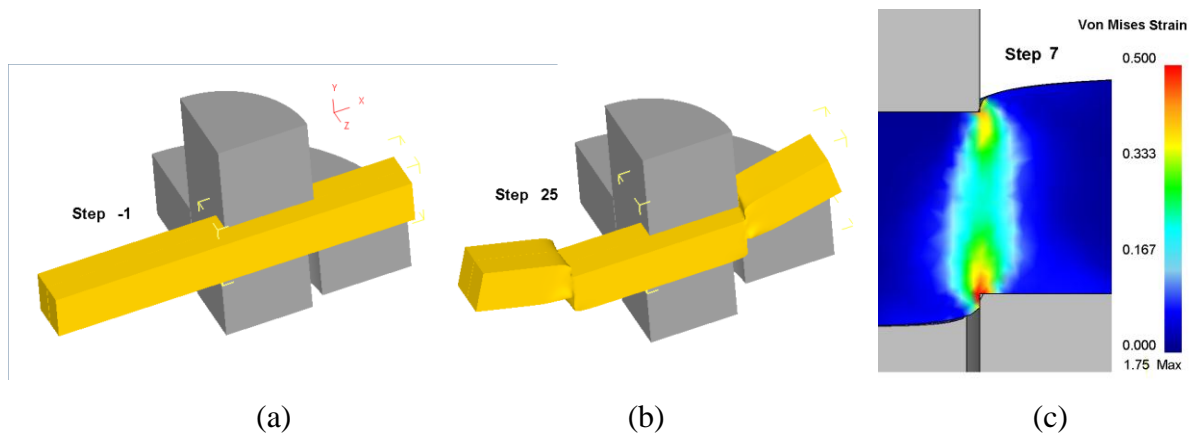 Step -1
Y
X
Z
Step 25
Von Mises Strain
Step 7
0.500
0.333
0.167
0.000
1.75 Max
(a)
(b)
(c)